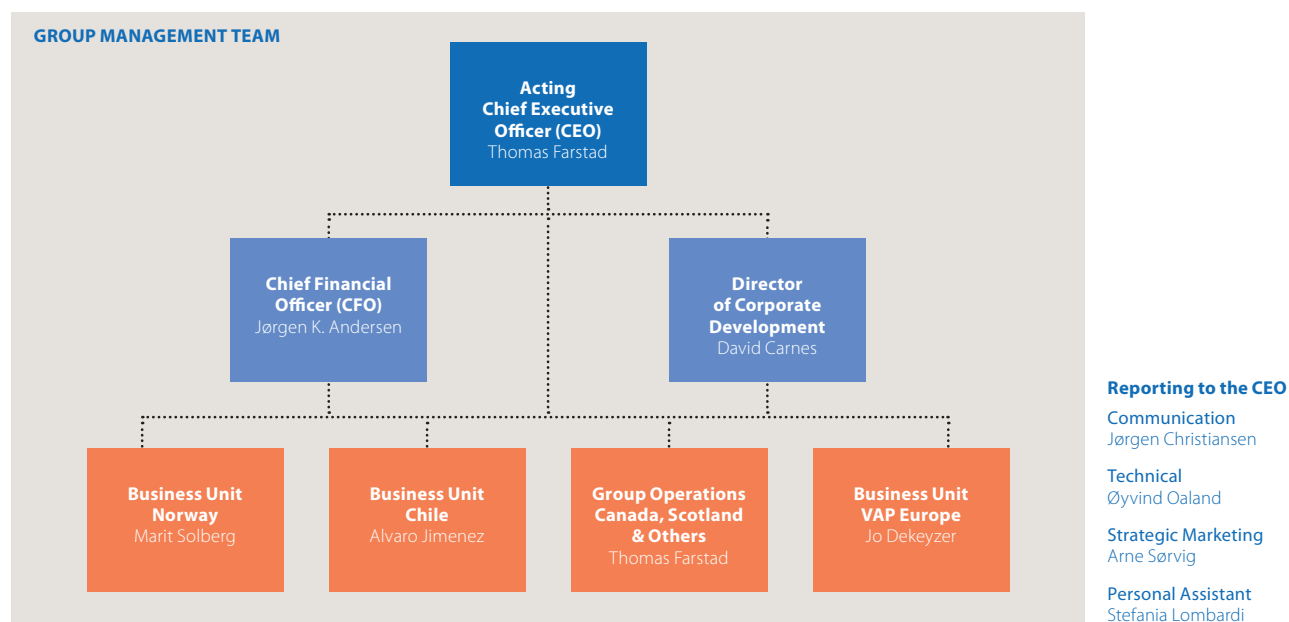 GROUP MANAGEMENT TEAM
Acting
Chief Executive
Officer (CEO)
Thomas Farstad
Chief Financial
Officer (CFO)
Jørgen K. Andersen
Director
of Corporate
Development
David Carnes
Business Unit
Norway
Marit Solberg
Business Unit
Chile
Alvaro Jimenez
Group Operations
Canada, Scotland
& Others
Thomas Farstad
Business Unit
VAP Europe
Jo Dekeyzer
Reporting to the CEO
Communication
Jørgen Christiansen
Technical
Øyvind Oaland
Strategic Marketing
Arne Sørvig
Personal Assistant
Stefania Lombardi